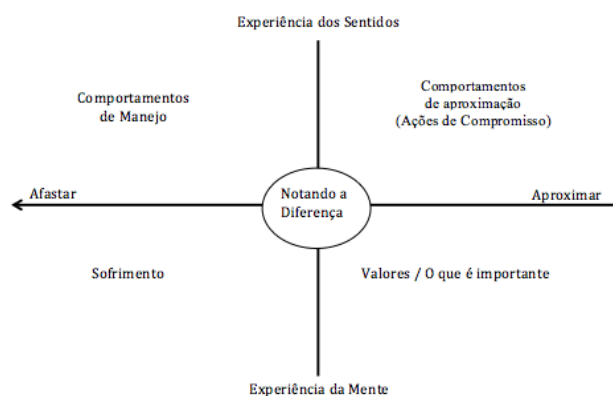 Experiência dos Sentidos
Comportamentos
de Manejo
Comportamentos
de aproximação
(Ações de Compromisso)
Afastar
Notando a
Diferença
Aproximar
Sofrimento
Valores / O que é importante
Experiência da Mente